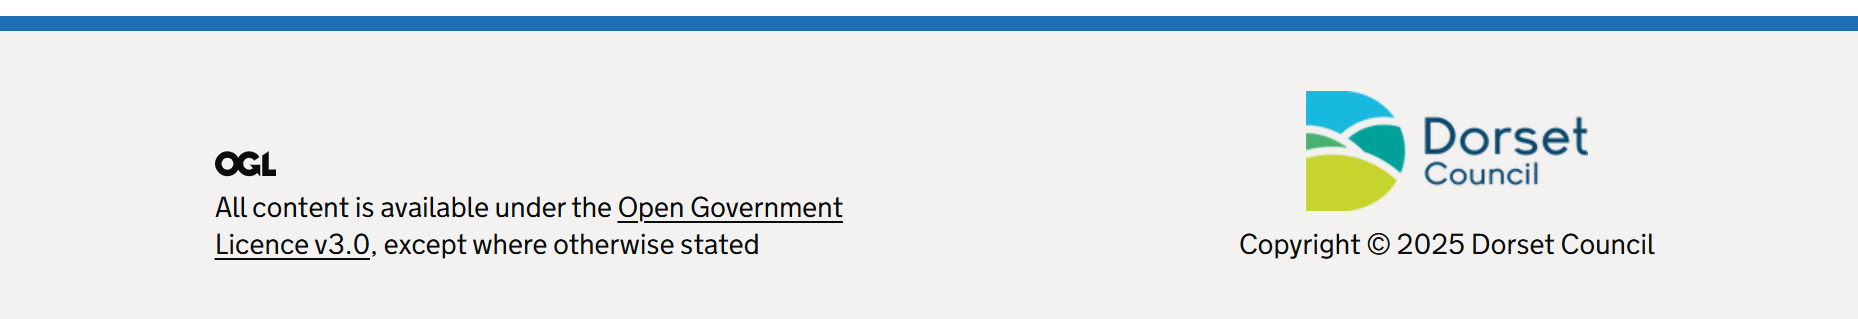 OGL
All content is available under the Open Government
Licence v3.0, except where otherwise stated
Dorset
Council
Copyright © 2025 Dorset Council